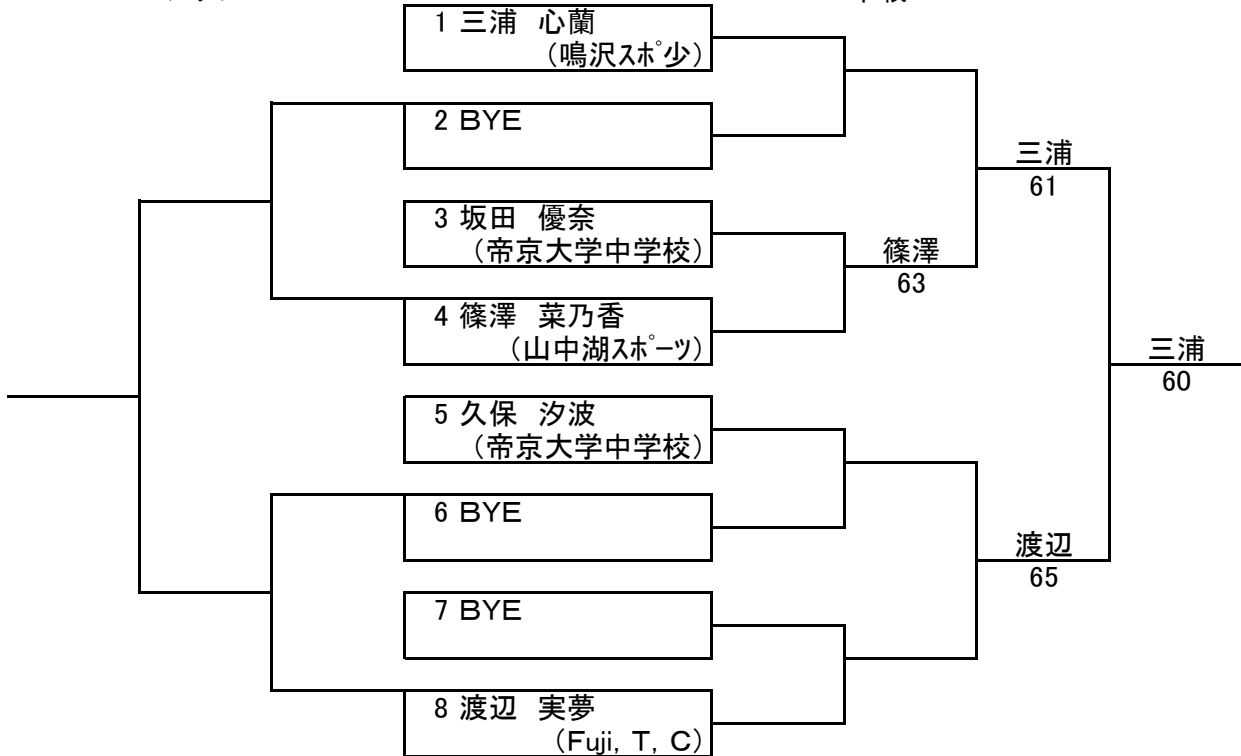 1 三浦 心蘭
(鳴沢スポ少)
2 BYE
三浦
61
3 坂田 優奈
(帝京大学中学校)
篠澤
63
4 篠澤 菜乃香
(山中湖スポーツ)
三浦
60
5 久保 汐波
(帝京大学中学校)
6 BYE
渡辺
65
7 BYE
8 渡辺 実夢
(Fuji, T, C)